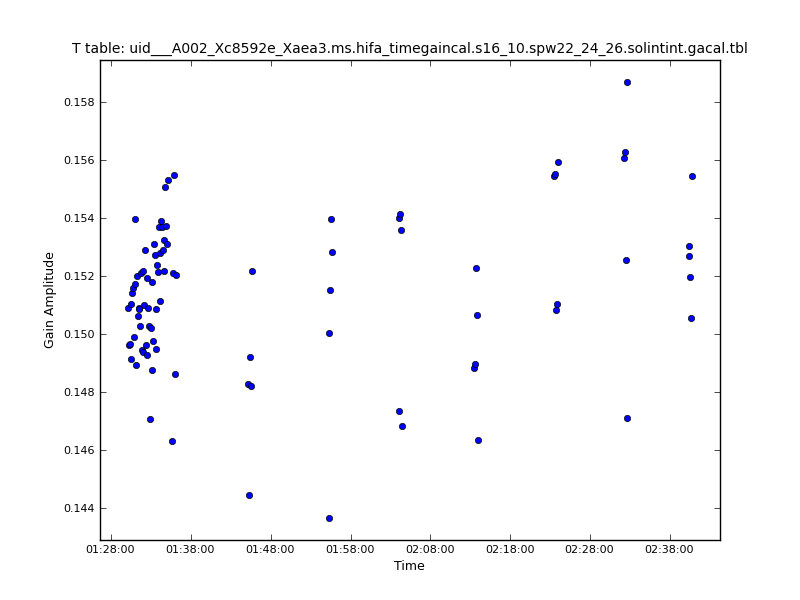 T table: uid___A002_Xc8592e_Xaea3.ms.hifa_timegaincal.s16_10.spw22_24_26.solintint.gacal.tbl
0.158
0.156
0.154
0.152
0.150
0.148
0.146
0.144
Gain Amplitude
01:28:00 01:38:00 01:48:00 01:58:00 02:08:00 02:18:00 02:28:00 02:38:00
Time